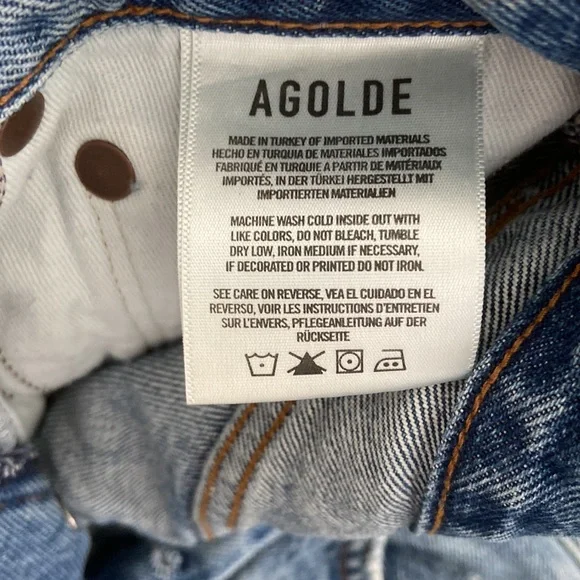 AGOLDE
MADE IN TURKEY OF IMPORTED MATERIALS
HECHO EN TURQUIA DE MATERIALES IMPORTADOS
FABRIQUÉ EN TURQUIE A PARTIR DE MATÉRIAUX
IMPORTÉS, IN DER TÜRKEI HERGESTELLT MIT
IMPORTIERTEN MATERIALIEN
MACHINE WASH COLD INSIDE OUT WITH
LIKE COLORS, DO NOT BLEACH, TUMBLE
DRY LOW, IRON MEDIUM IF NECESSARY,
IF DECORATED OR PRINTED DO NOT IRON.
SEE CARE ON REVERSE, VEA EL CUIDADO EN EL
REVERSO, VOIR LES INSTRUCTIONS D'ENTRETIEN
SUR L'ENVERS, PFLEGEANLEITUNG AUF DER
RÜCKSEITE